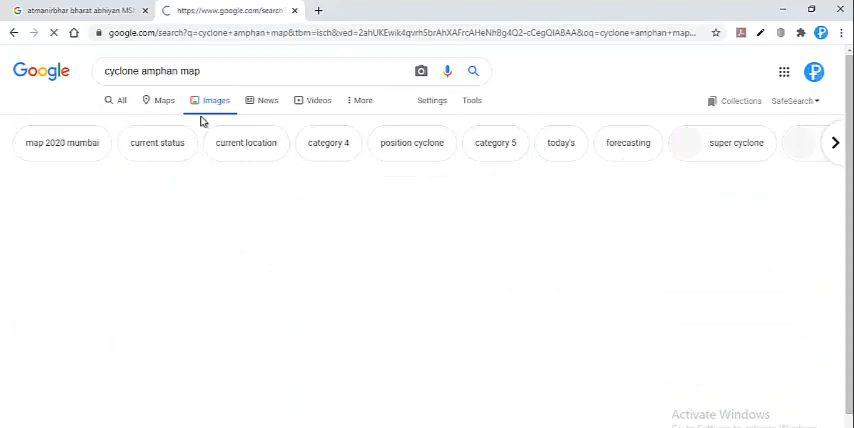 atmanirbhar bharat abhiyan MSM
https://www.google.com/search?
google.com/search?q=cyclone+amphan+map&tbm=isch&ved=2ahUKEwik4qvrh5brAhXAFrcAHeNhBg4Q2-cCegQIABAA&oq=cyclone+amphan+map...
Google
cyclone amphan map
All Maps Images News Videos More Settings Tools Collections SafeSearch
map 2020 mumbai current status current location category 4 position cyclone category 5 today's forecasting super cyclone
Activate Windows